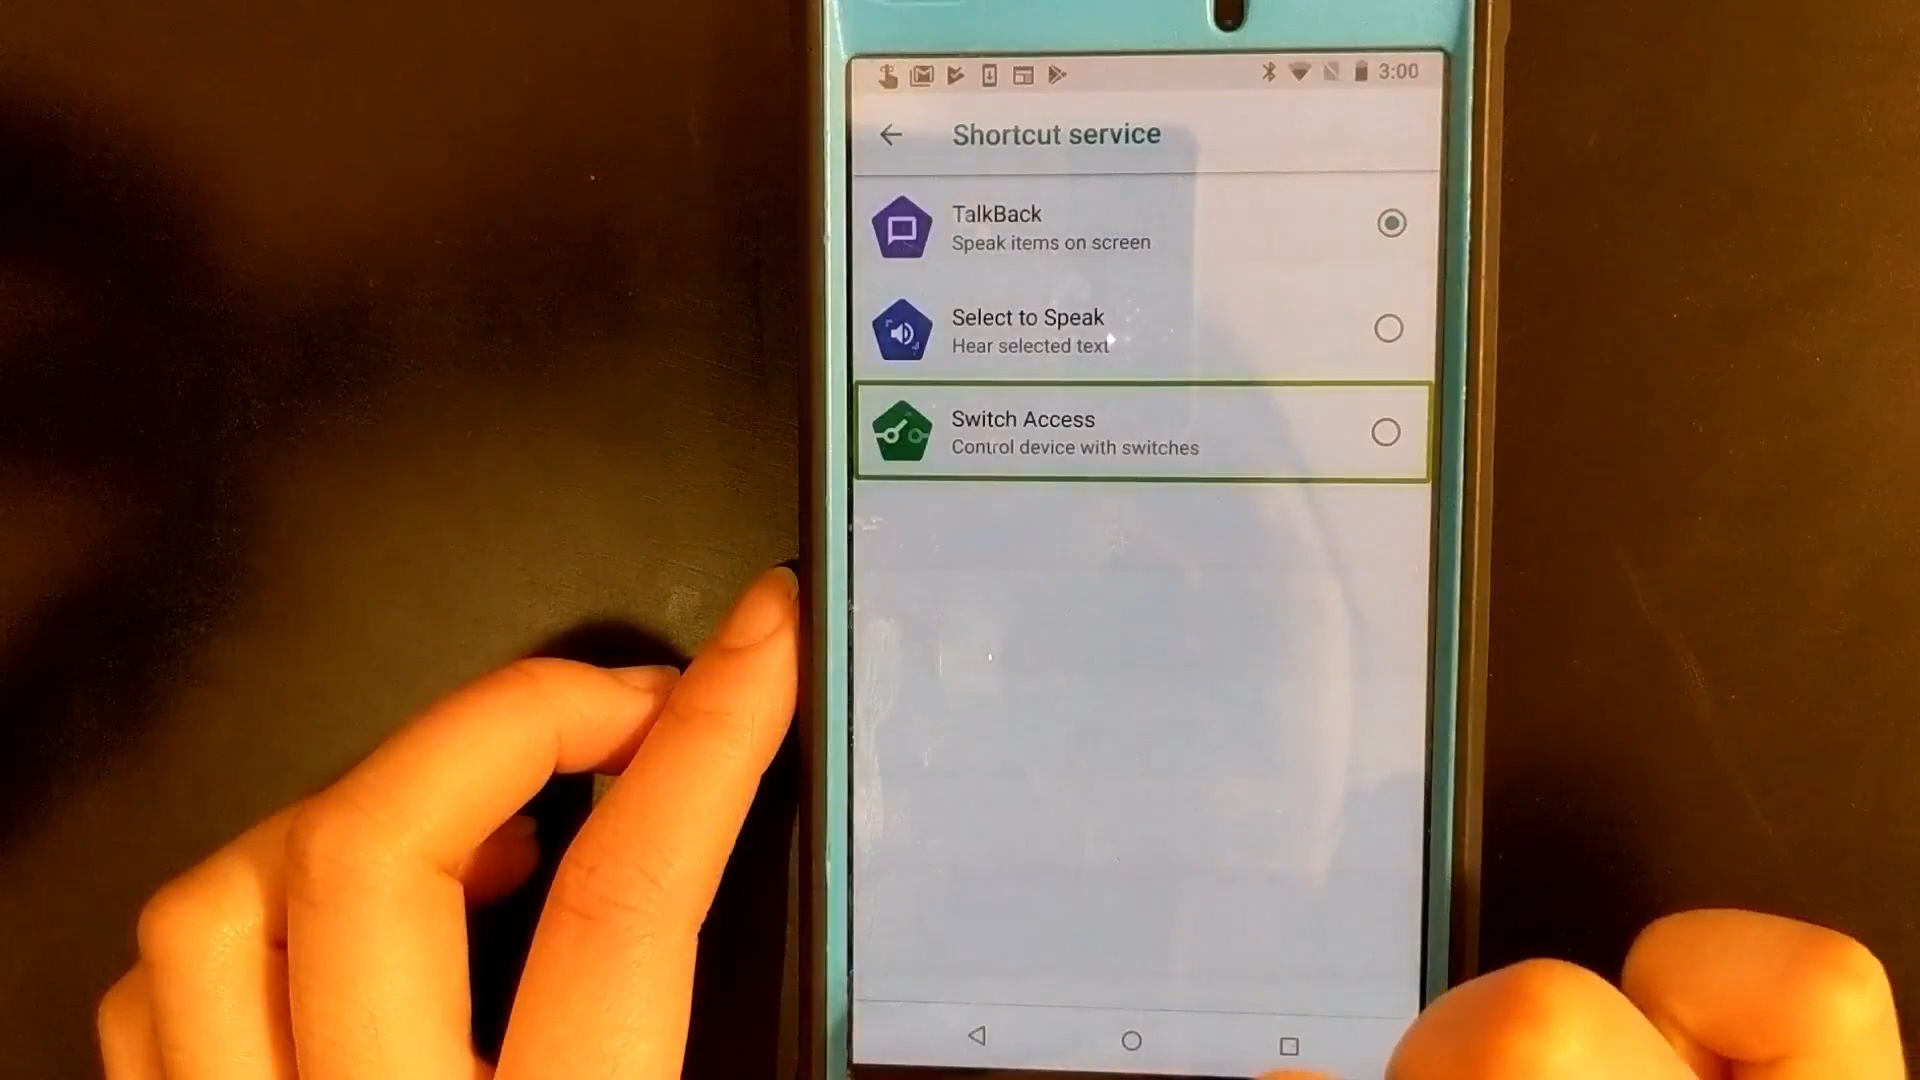 3:00
Shortcut service
TalkBack
Speak items on screen
Select to Speak
Hear selected text
Switch Access
Control device with switches